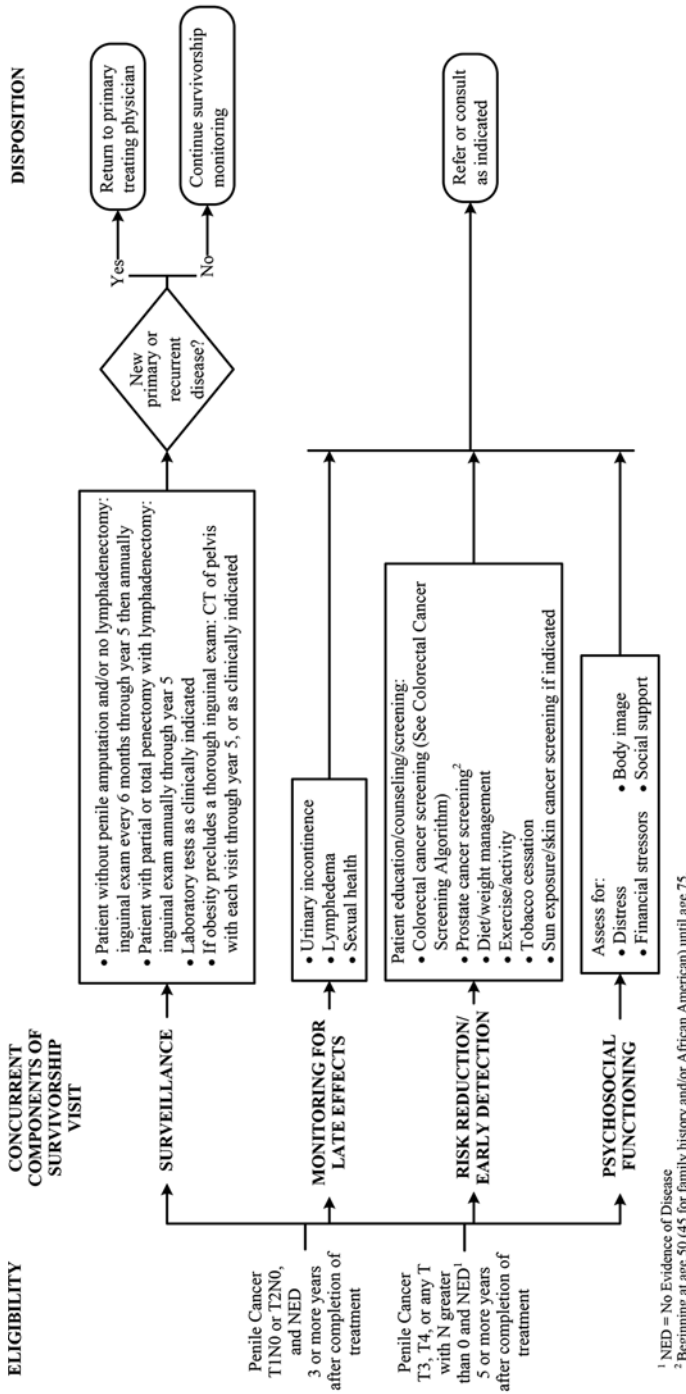 ELIGIBILITY
CONCURRENT
COMPONENTS OF
SURVIVORSHIP
VISIT
DISPOSITION
Penile Cancer
T1N0 or T2N0,
and NED
3 or more years
after completion of
treatment
Penile Cancer
T3, T4, or any T
with N greater
than 0 and NED¹
5 or more years
after completion of
treatment
SURVEILLANCE
• Patient without penile amputation and/or no lymphadenectomy:
inguinal exam every 6 months through year 5 then annually
• Patient with partial or total penectomy with lymphadenectomy:
inguinal exam annually through year 5
• Laboratory tests as clinically indicated
• If obesity precludes a thorough inguinal exam: CT of pelvis
with each visit through year 5, or as clinically indicated
New
primary or
recurrent
disease?
Yes
Return to primary
treating physician
No
Continue survivorship
monitoring
MONITORING FOR
LATE EFFECTS
• Urinary incontinence
• Lymphedema
• Sexual health
RISK REDUCTION/
EARLY DETECTION
Patient education/counseling/screening:
• Colorectal cancer screening (See Colorectal Cancer
Screening Algorithm)
• Prostate cancer screening²
• Diet/weight management
• Exercise/activity
• Tobacco cessation
• Sun exposure/skin cancer screening if indicated
Refer or consult
as indicated
PSYCHOSOCIAL
FUNCTIONING
Assess for:
• Distress
• Financial stressors
• Body image
• Social support
¹ NED = No Evidence of Disease
² Beginning at age 50 (45 for family history and/or African American) until age 75